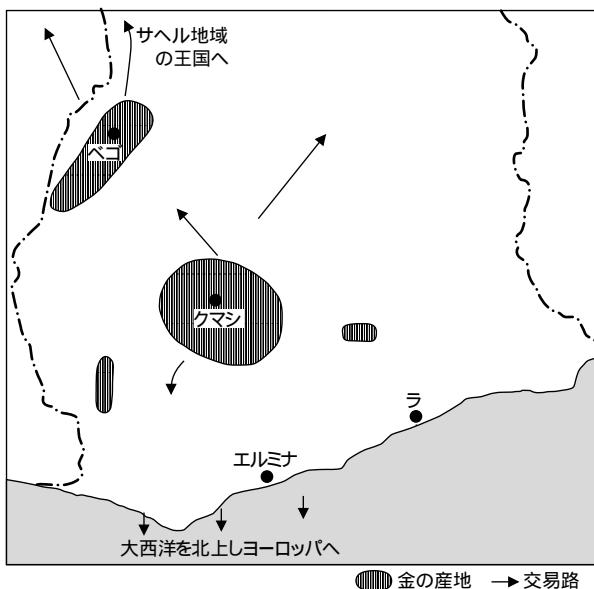 サヘル地域
の王国へ
ベゴ
クマシ
ラ
エルミナ
大西洋を北上しヨーロッパへ
金の産地 交易路